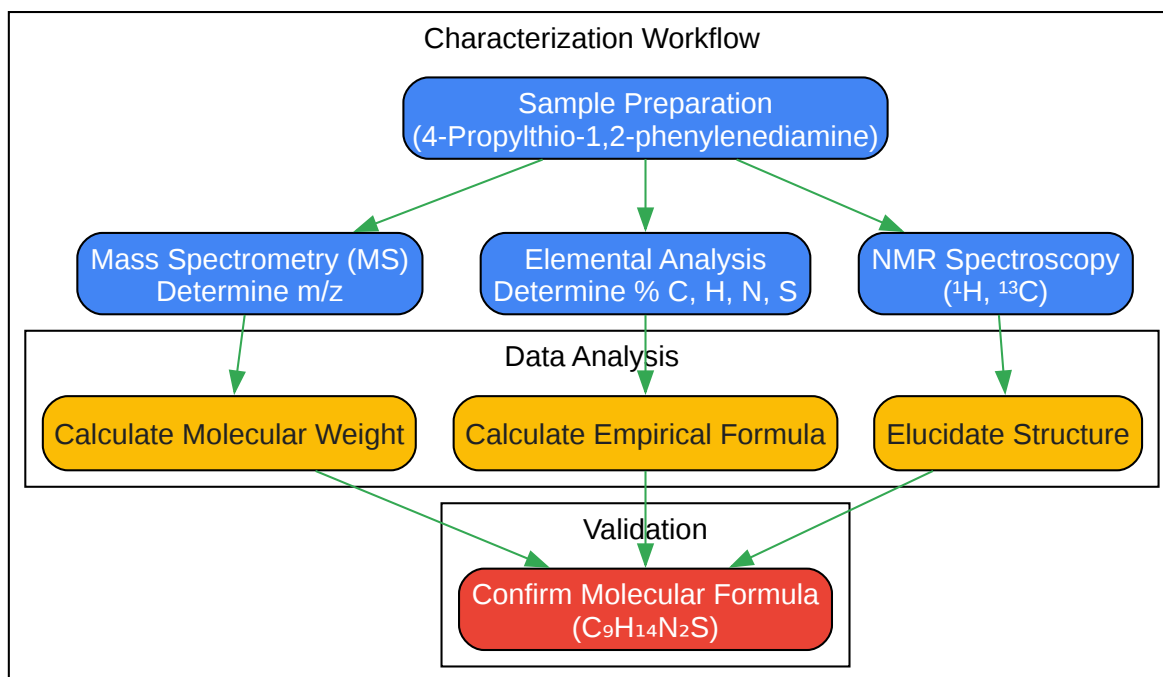 Characterization Workflow
Sample Preparation
(4-Propylthio-1,2-phenylenediamine)
Mass Spectrometry (MS)
Determine m/z
Elemental Analysis
Determine % C, H, N, S
NMR Spectroscopy
(¹H, ¹³C)
Data Analysis
Calculate Molecular Weight
Calculate Empirical Formula
Elucidate Structure
Validation
Confirm Molecular Formula
(C₉H₁₄N₂S)